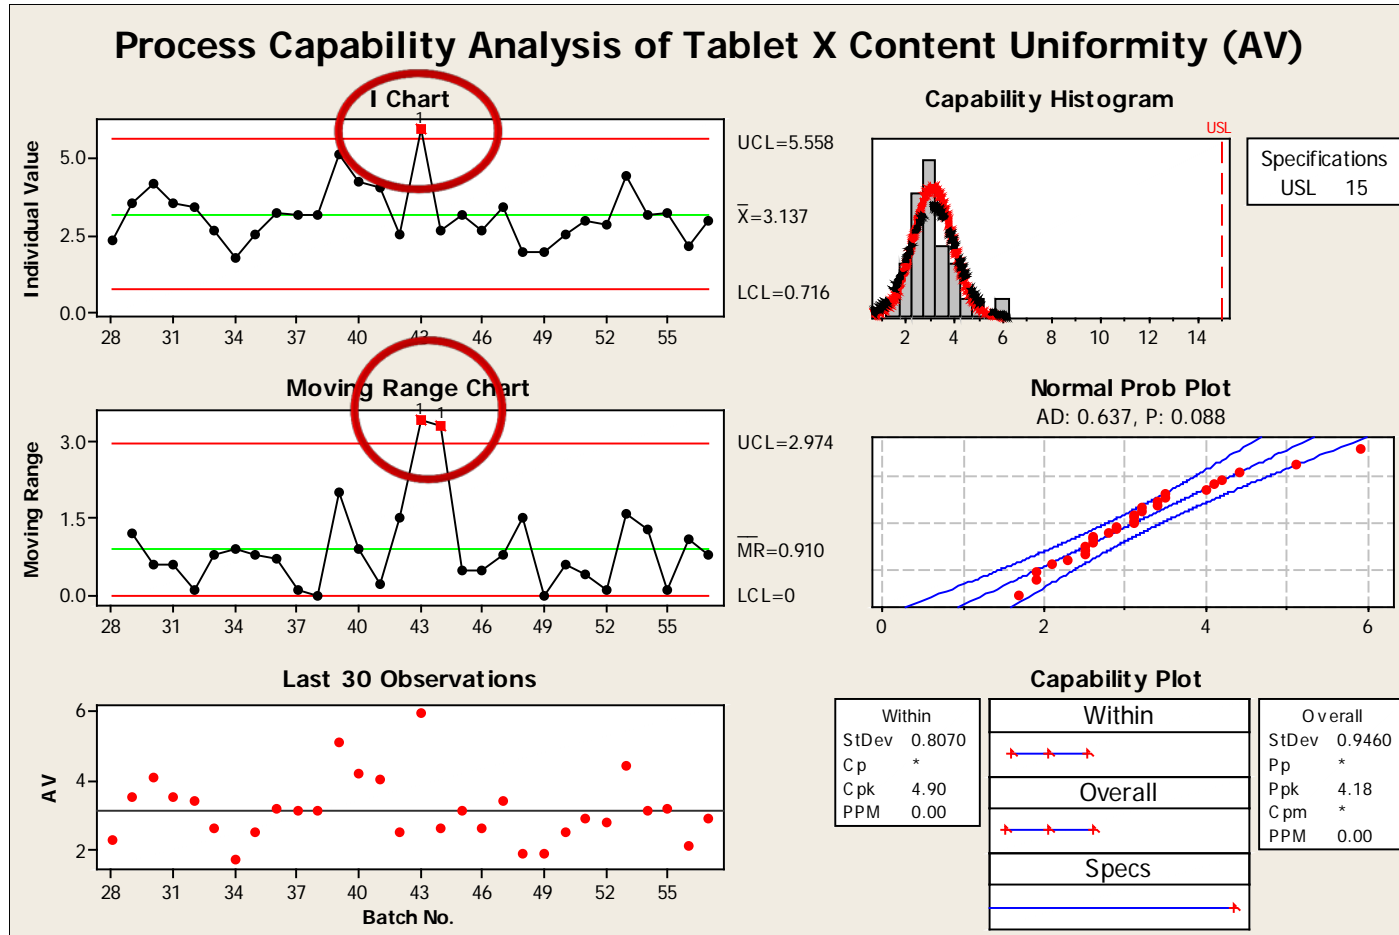 Process Capability Analysis of Tablet X Content Uniformity (AV)
I Chart
Individual Value
5.0
2.5
0.0
1
UCL=5.558
X=3.137
LCL=0.716
28 31 34 37 40 43 46 49 52 55
Capability Histogram
USL
2 4 6 8 10 12 14
Specifications
USL 15
Moving Range Chart
Moving Range
3.0
1.5
0.0
1 1
UCL=2.974
MR=0.910
LCL=0
28 31 34 37 40 43 46 49 52 55
Normal Prob Plot
AD: 0.637, P: 0.088
0 2 4 6
Last 30 Observations
AV
6
4
2
28 31 34 37 40 43 46 49 52 55
Batch No.
Capability Plot
Within
StDev 0.8070
Cp *
Cpk 4.90
PPM 0.00
Within
Overall
Specs
Overall
StDev 0.9460
Pp *
Ppk 4.18
Cpm *
PPM 0.00